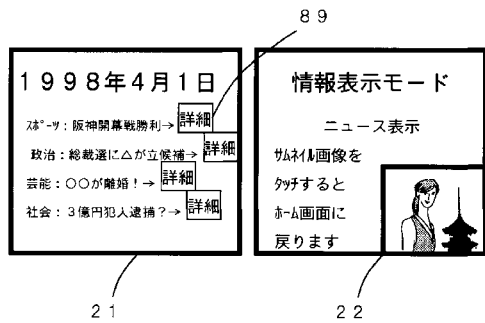 89
1998年4月1日
スポーツ：阪神開幕戦勝利→ 詳細
政治：総裁選に△が立候補→ 詳細
芸能：○○が離婚！→ 詳細
社会：3億円犯人逮捕？→ 詳細
情報表示モード
ニュース表示
サムネイル画像を
タッチすると
ホーム画面に
戻ります
21
22